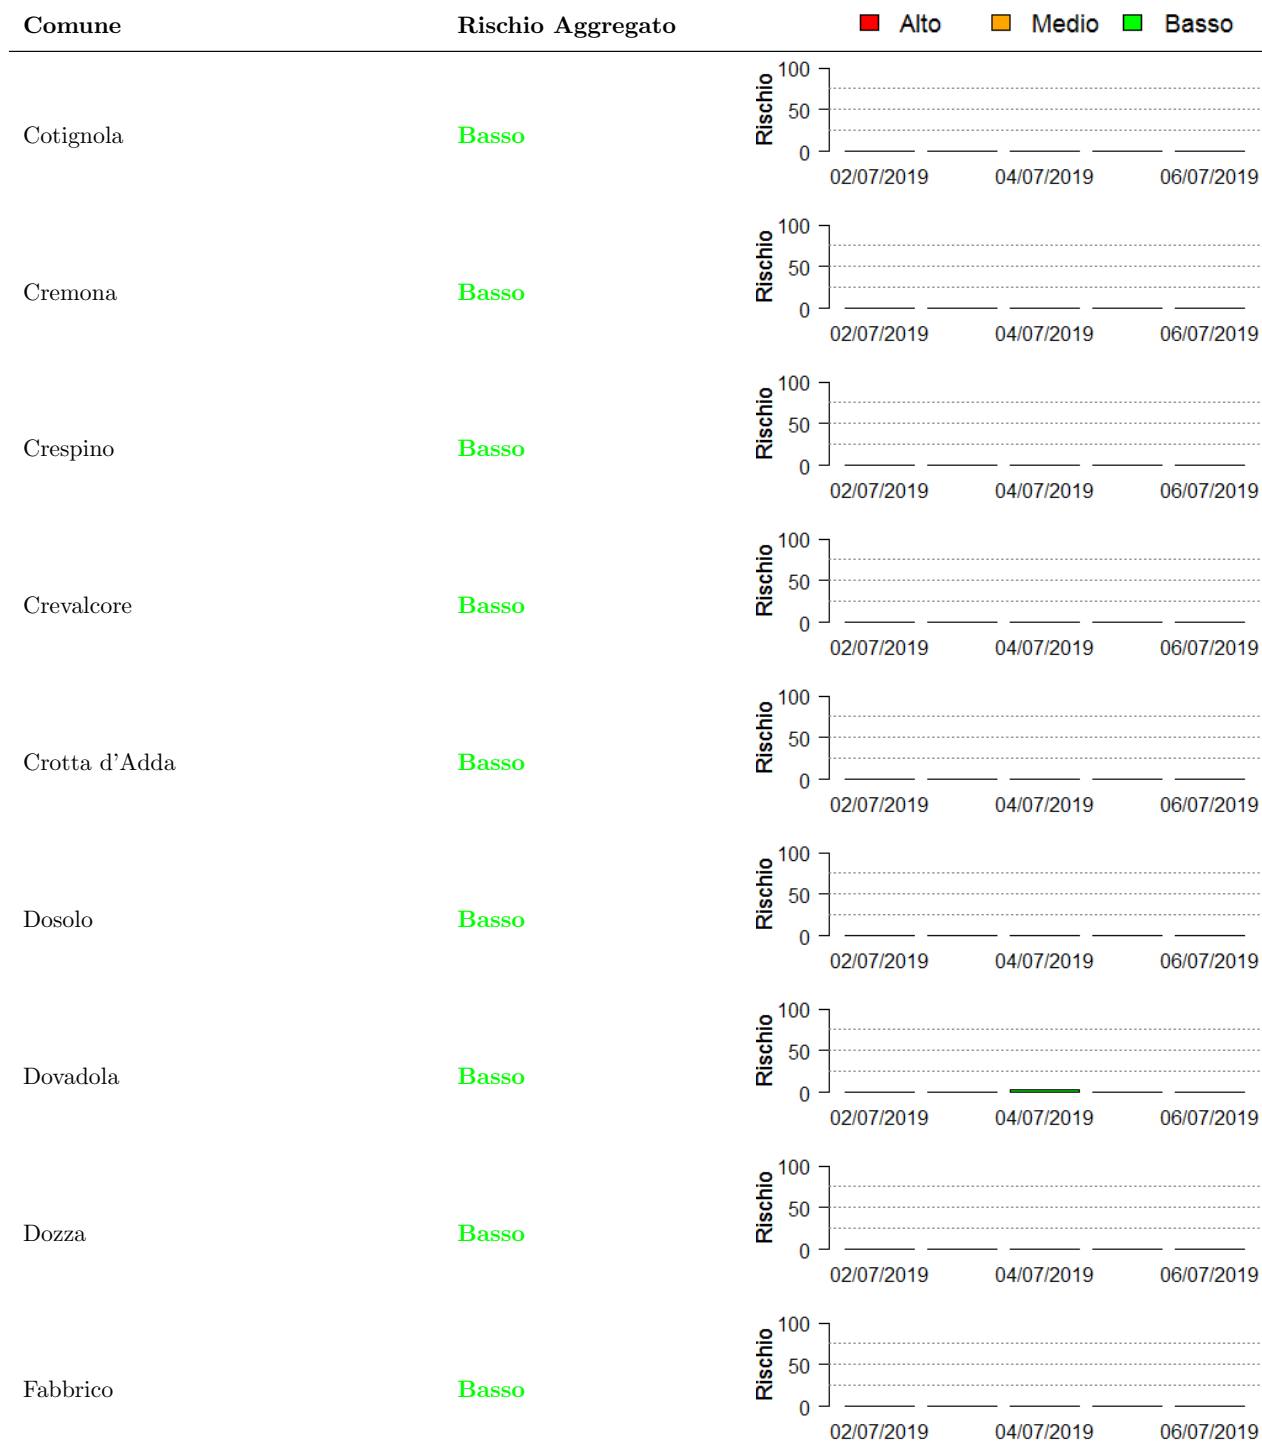 Comune Rischio Aggregato Alto Medio Basso
100
50
0
Rischio
Cotignola Basso
02/07/2019 04/07/2019 06/07/2019
100
50
0
Rischio
Cremona Basso
02/07/2019 04/07/2019 06/07/2019
100
50
0
Rischio
Crespino Basso
02/07/2019 04/07/2019 06/07/2019
100
50
0
Rischio
Crevalcore Basso
02/07/2019 04/07/2019 06/07/2019
100
50
0
Rischio
Crotta d'Adda Basso
02/07/2019 04/07/2019 06/07/2019
100
50
0
Rischio
Dosolo Basso
02/07/2019 04/07/2019 06/07/2019
100
50
0
Rischio
Dovadola Basso
02/07/2019 04/07/2019 06/07/2019
100
50
0
Rischio
Dozza Basso
02/07/2019 04/07/2019 06/07/2019
100
50
0
Rischio
Fabbrico Basso
02/07/2019 04/07/2019 06/07/2019